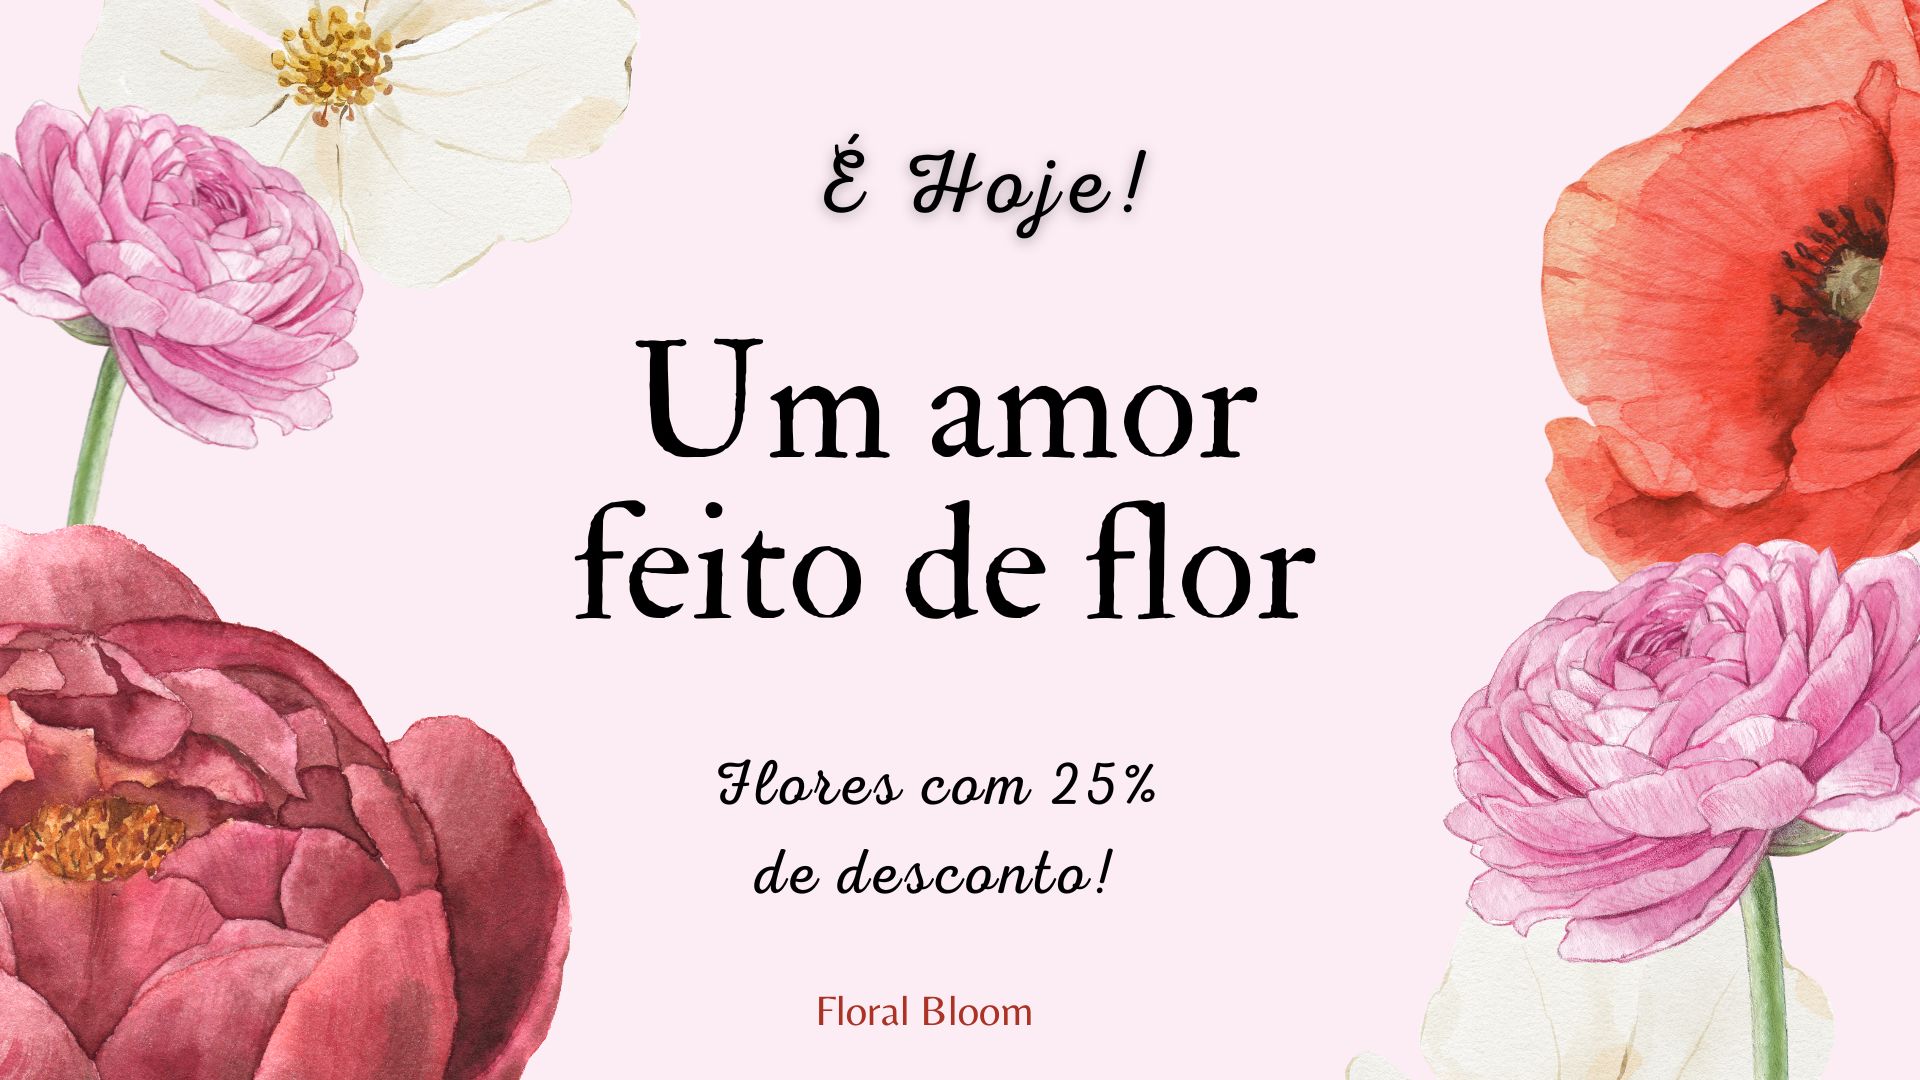 É Hoje!
Um amor
feito de flor
Flores com 25%
de desconto!
Floral Bloom